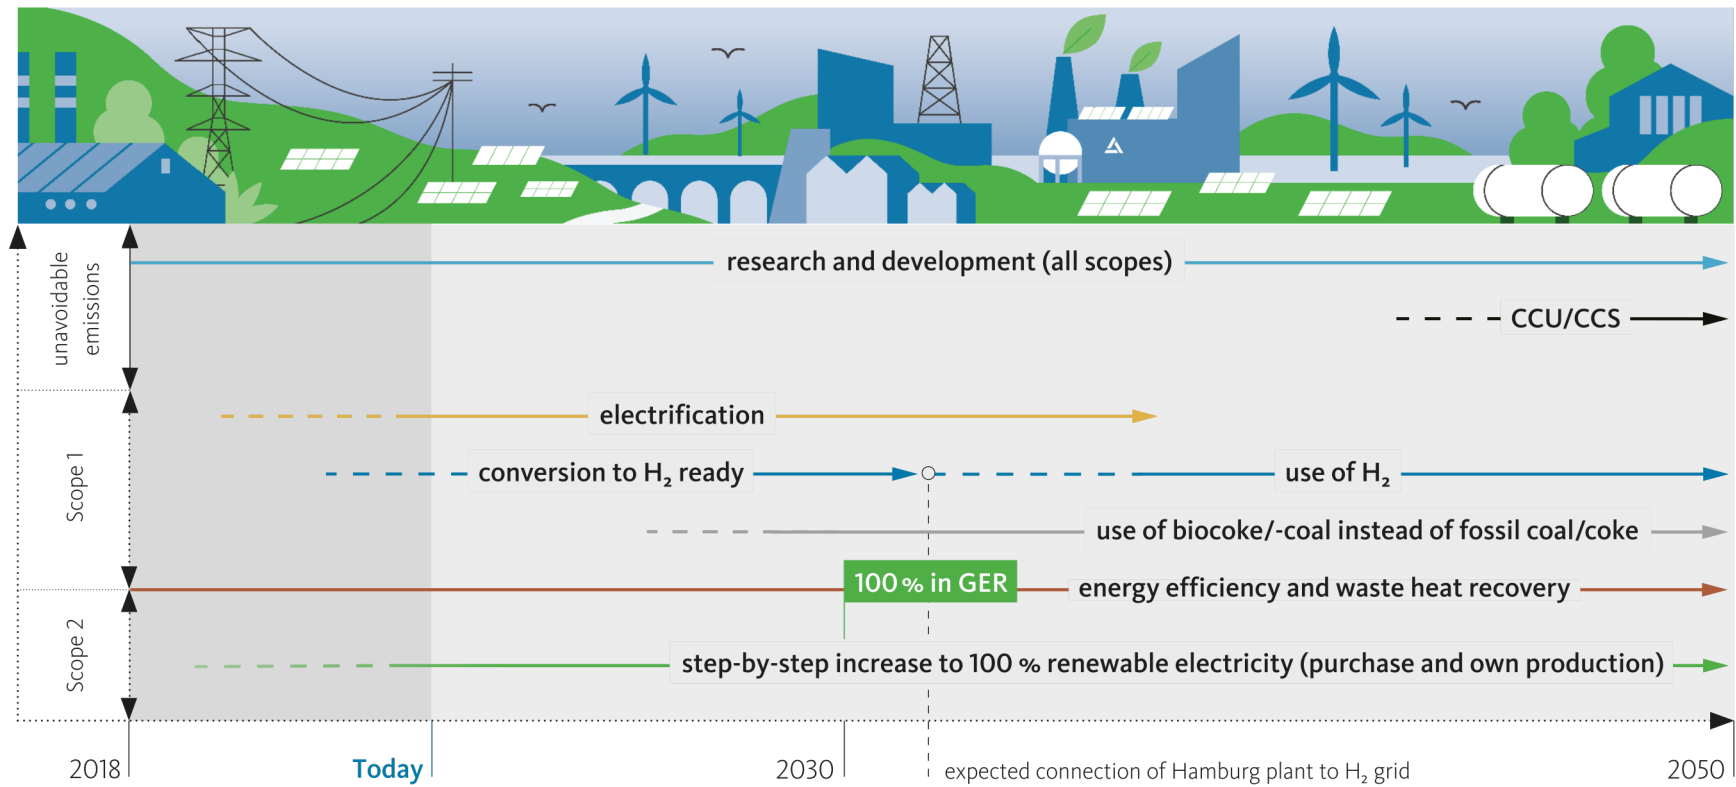 research and development (all scopes)
unavoidable
emissions
CCU/CCS
electrification
Scope 1
conversion to H₂ ready
use of H₂
use of biocoke/-coal instead of fossil coal/coke
100 % in GER
energy efficiency and waste heat recovery
Scope 2
step-by-step increase to 100 % renewable electricity (purchase and own production)
2018
Today
2030
expected connection of Hamburg plant to H₂ grid
2050